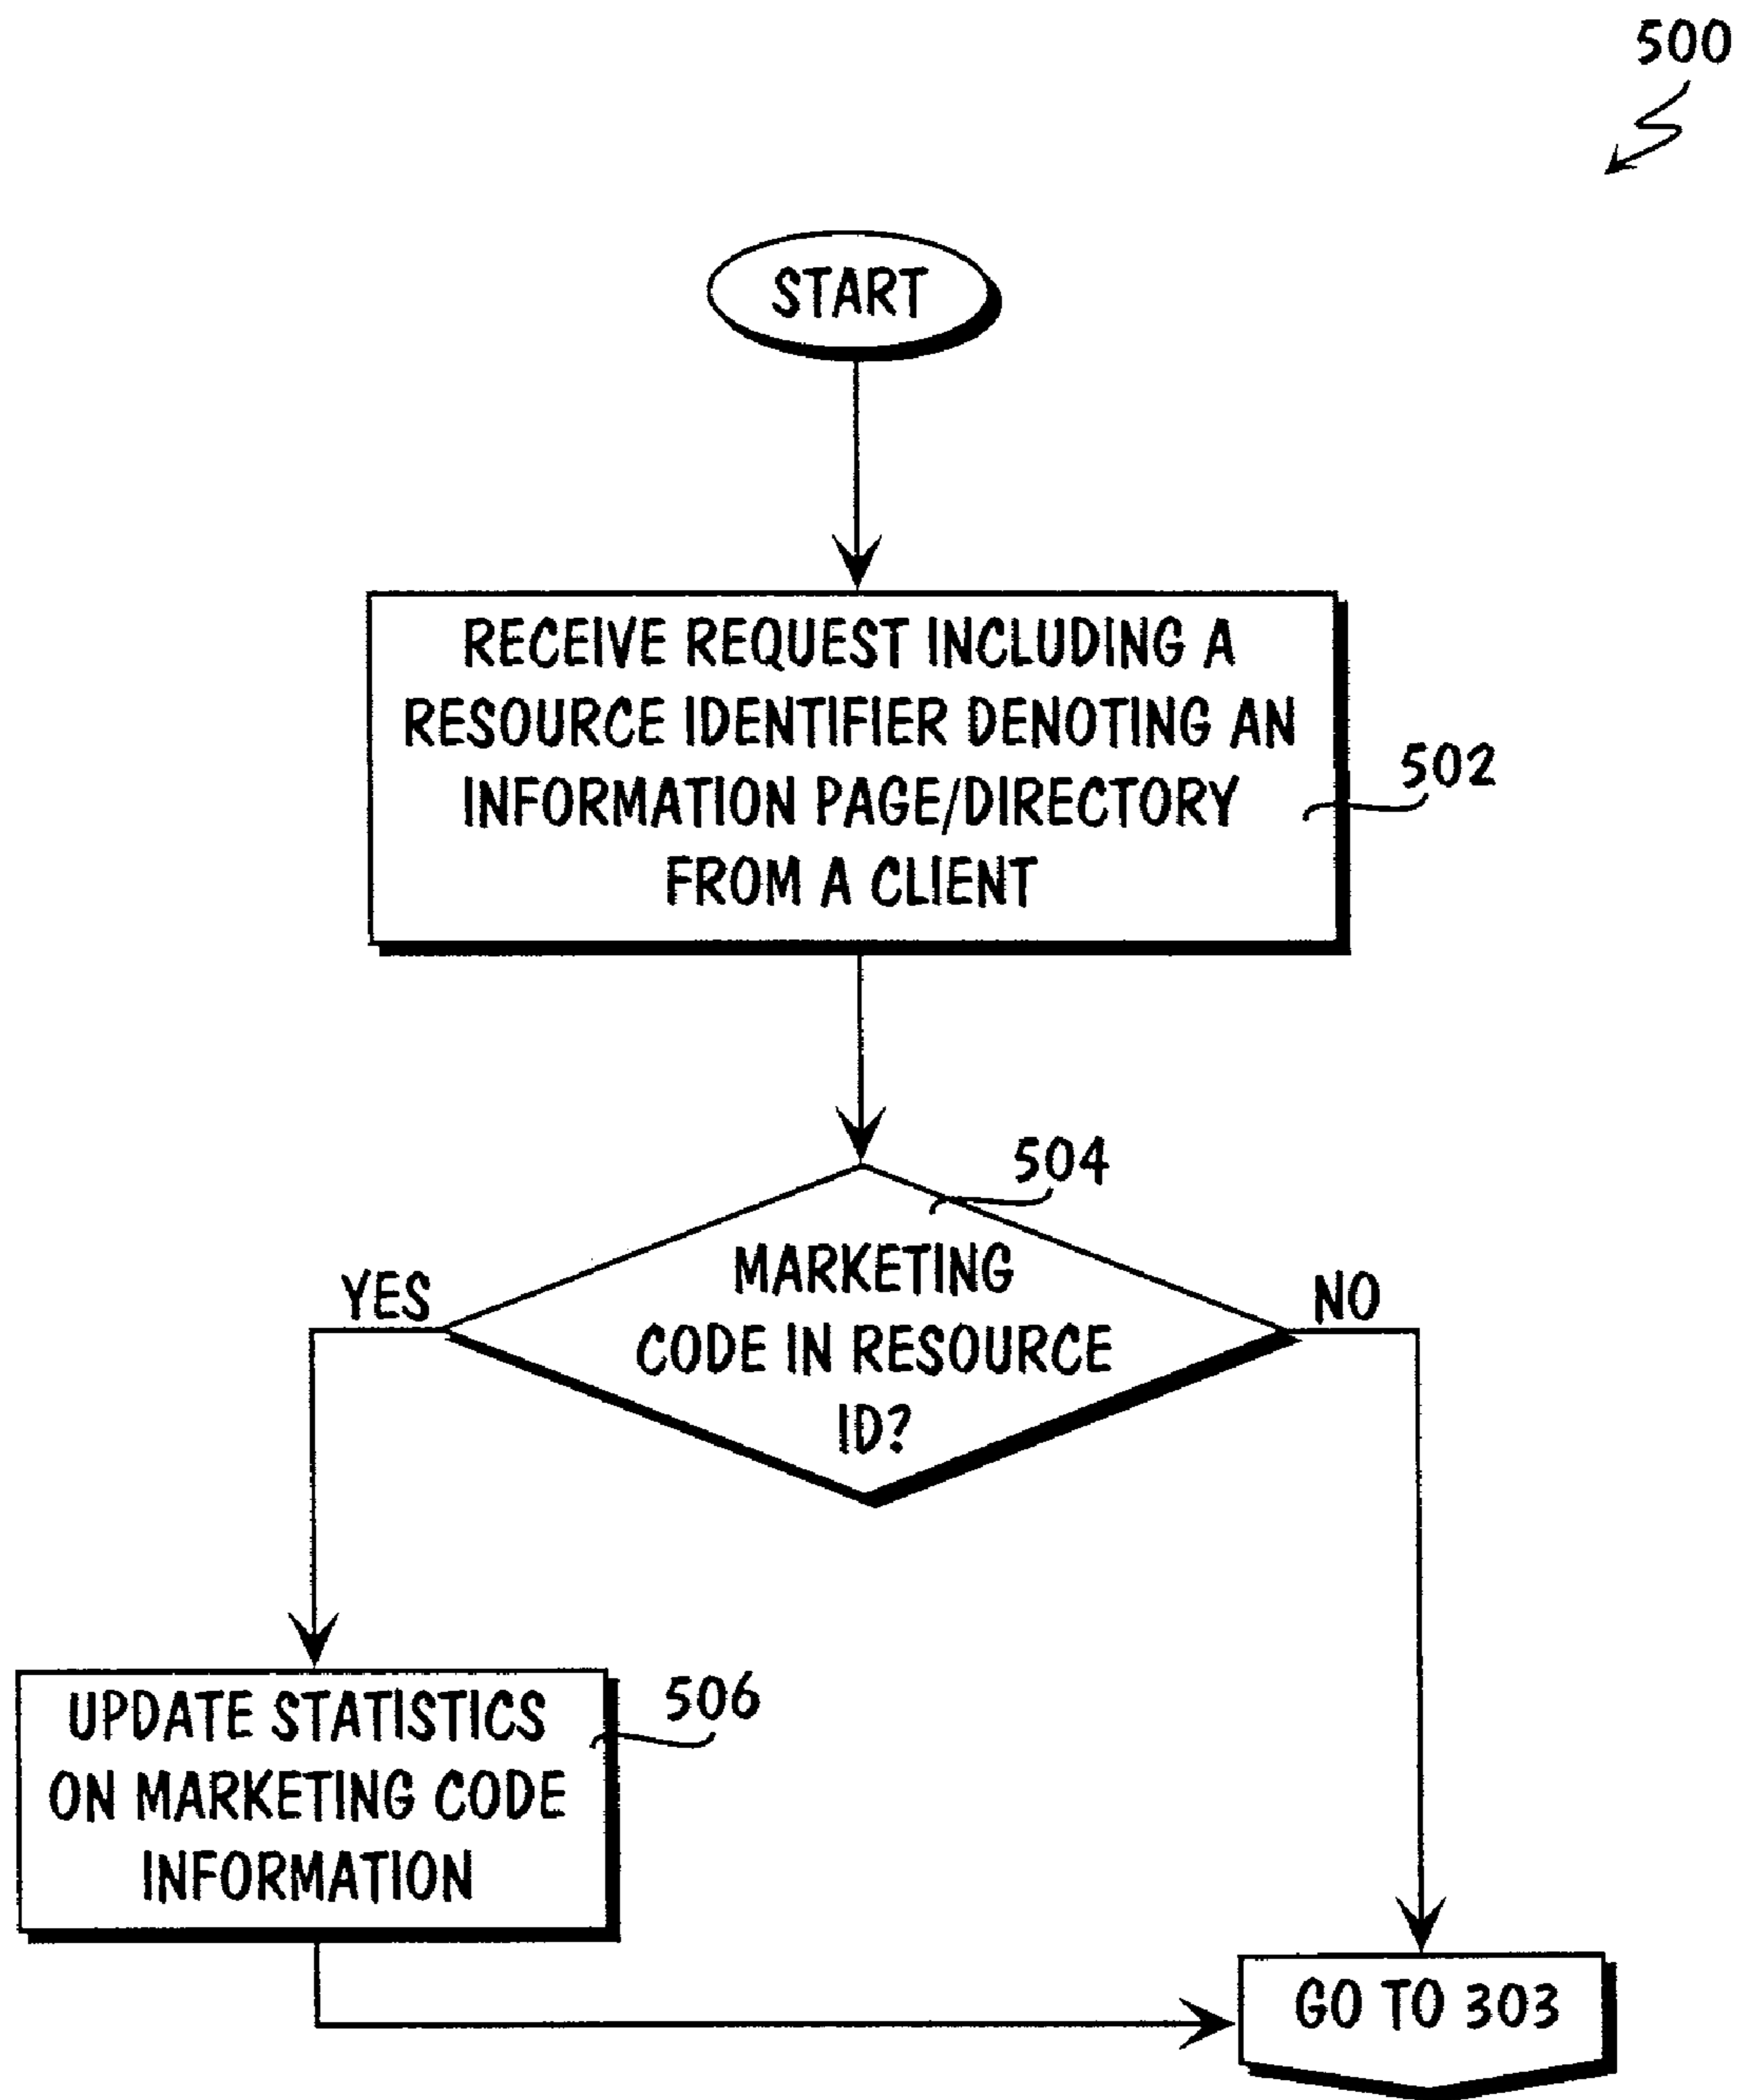 500
START
RECEIVE REQUEST INCLUDING A
RESOURCE IDENTIFIER DENOTING AN
INFORMATION PAGE/DIRECTORY
FROM A CLIENT
502
504
MARKETING
CODE IN RESOURCE
ID?
YES
NO
UPDATE STATISTICS
ON MARKETING CODE
INFORMATION
506
GO TO 303